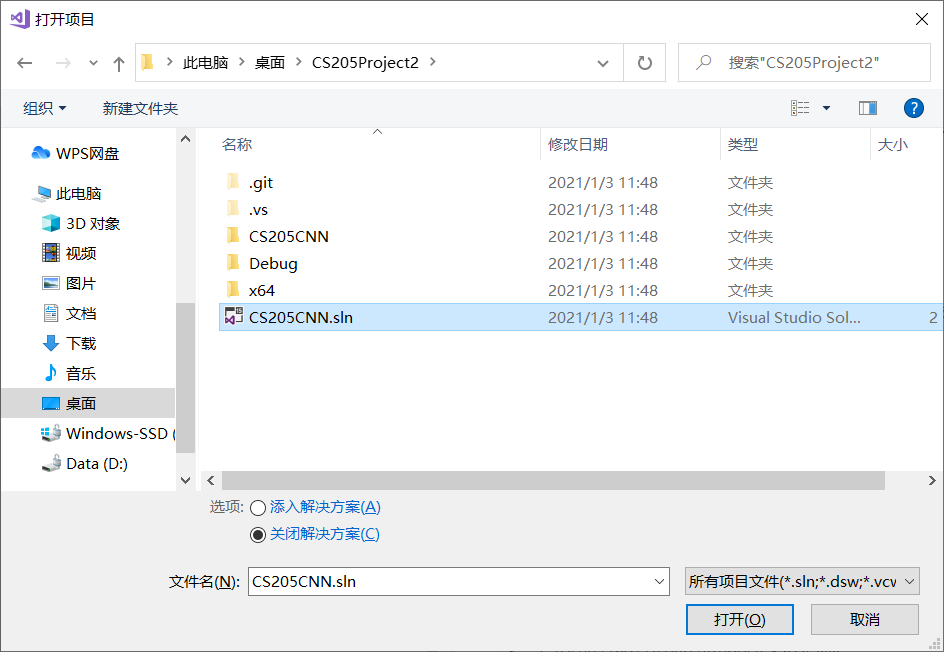 打开项目
此电脑 桌面 CS205Project2
搜索"CS205Project2"
组织 新建文件夹
WPS网盘
此电脑
3D 对象
视频
图片
文档
下载
音乐
桌面
Windows-SSD (
Data (D:)
名称 修改日期 类型 大小
.git 2021/1/3 11:48 文件夹
.vs 2021/1/3 11:48 文件夹
CS205CNN 2021/1/3 11:48 文件夹
Debug 2021/1/3 11:48 文件夹
x64 2021/1/3 11:48 文件夹
CS205CNN.sln 2021/1/3 11:48 Visual Studio Sol... 2
选项: 添入解决方案(A)
关闭解决方案(C)
文件名(N): CS205CNN.sln 所有项目文件(*.sln;*.dsw;*.vcv
打开(O) 取消